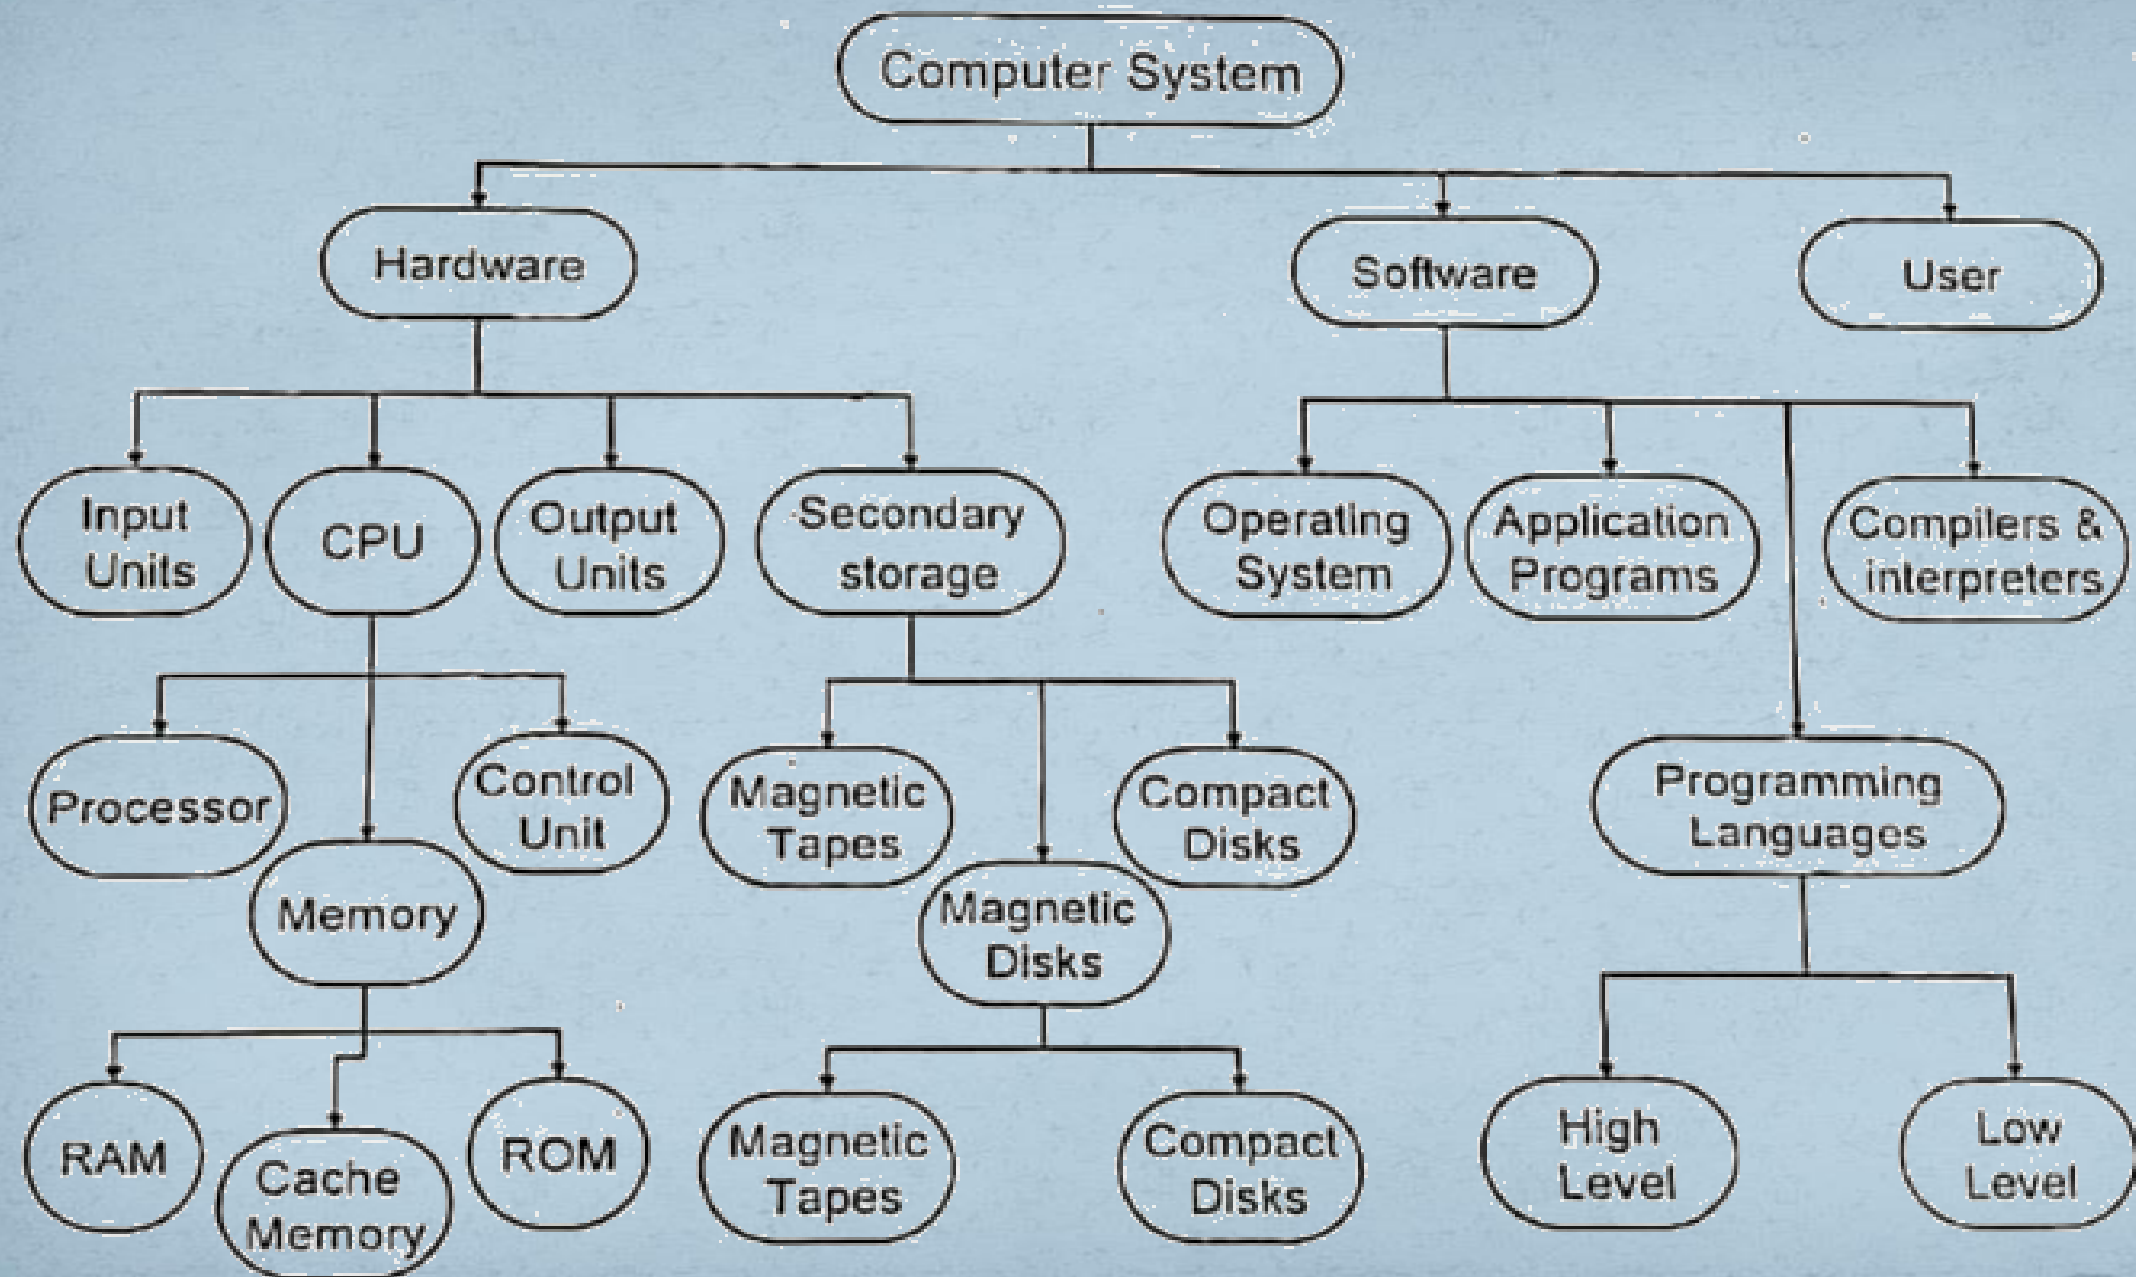 Computer System
Hardware
Software
User
Input
Units
CPU
Output
Units
Secondary
storage
Operating
System
Application
Programs
Compilers &
interpreters
Processor
Memory
Control
Unit
Magnetic
Tapes
Magnetic
Disks
Compact
Disks
Programming
Languages
RAM
Cache
Memory
ROM
Magnetic
Tapes
Compact
Disks
High
Level
Low
Level